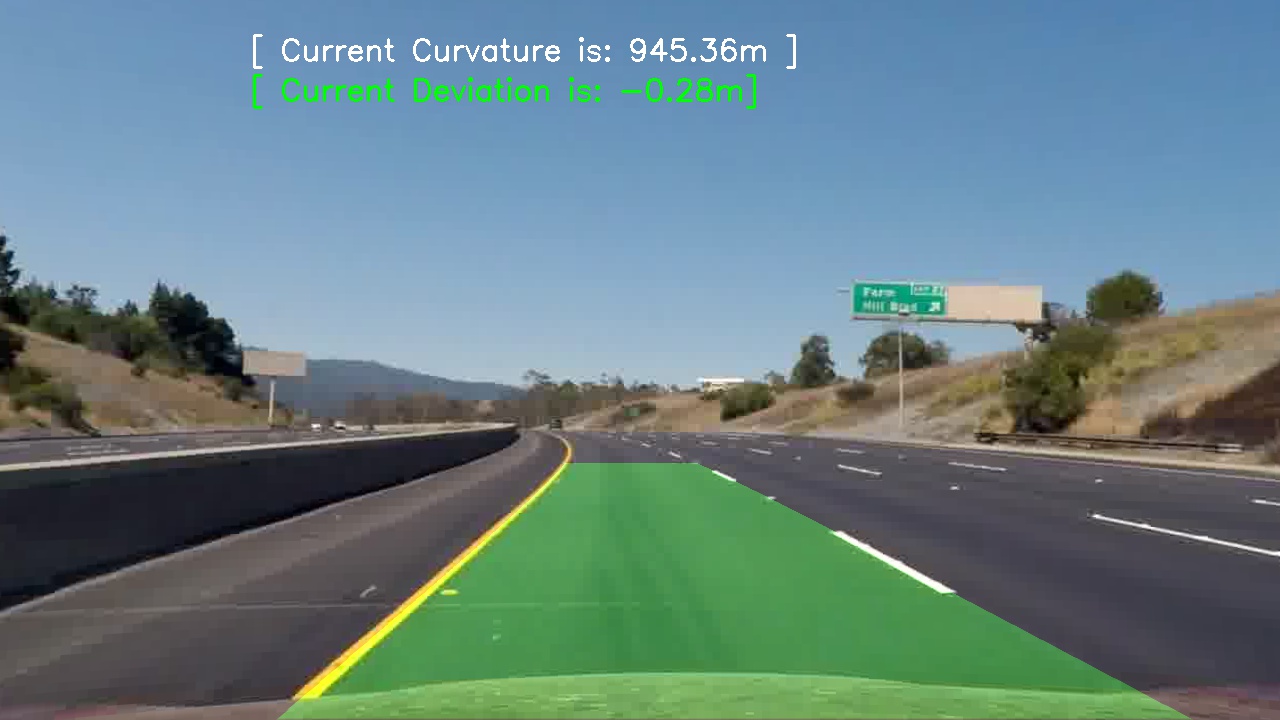 [ Current Curvature is: 945.36m ]
[ Current Deviation is: -0.28m]
Farm
Hill Blvd